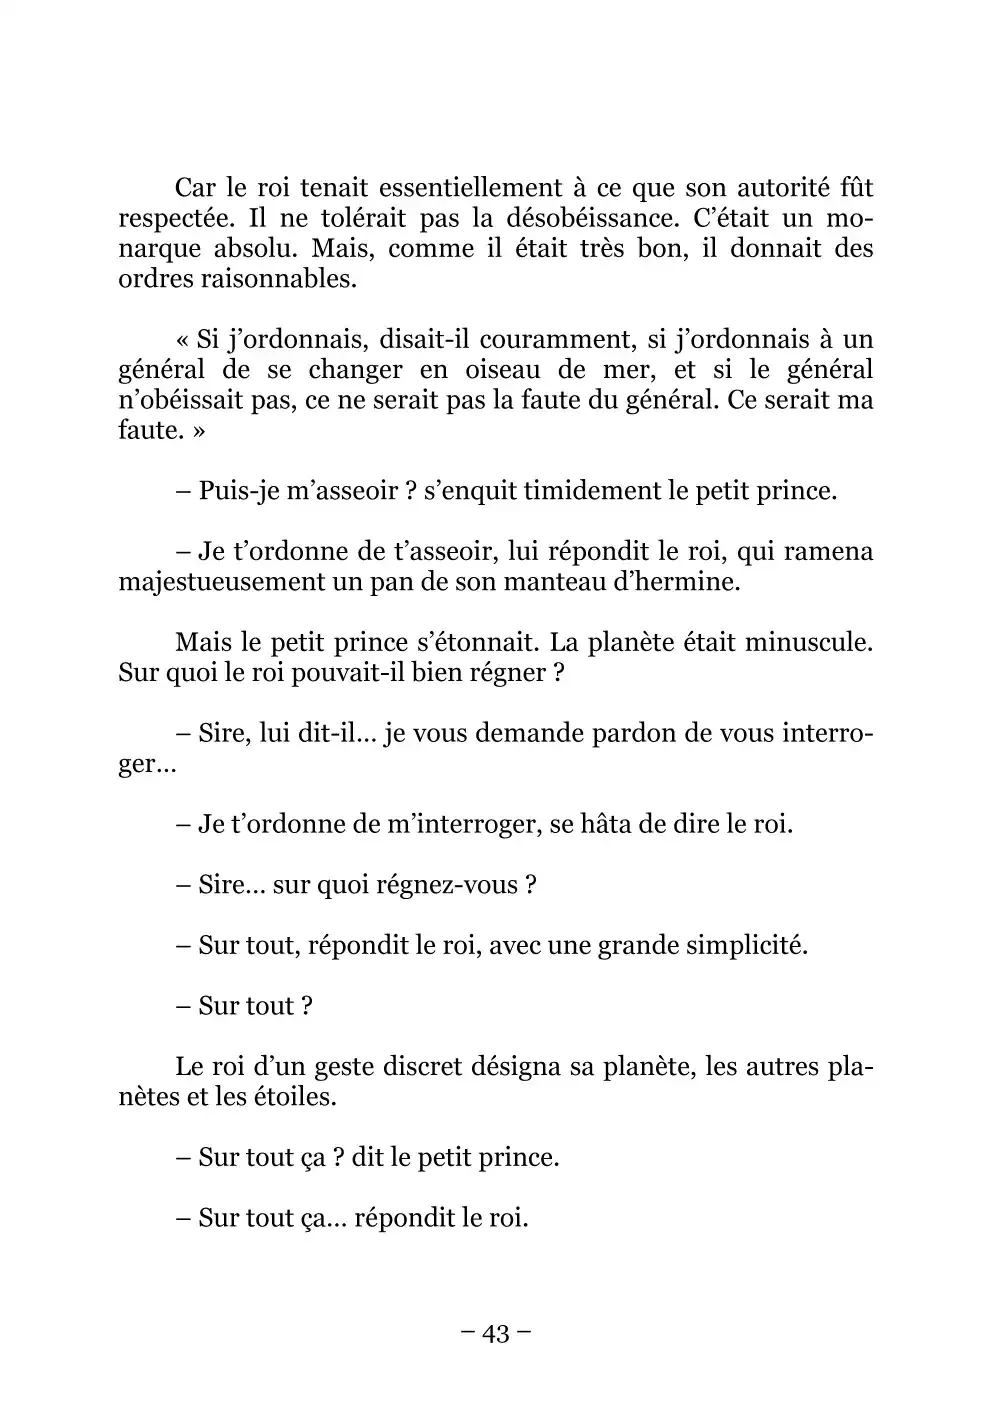 Car le roi tenait essentiellement à ce que son autorité fût
respectée. Il ne tolérait pas la désobéissance. C’était un mo-
narque absolu. Mais, comme il était très bon, il donnait des
ordres raisonnables.
« Si j’ordonnais, disait-il couramment, si j’ordonnais à un
général de se changer en oiseau de mer, et si le général
n’obéissait pas, ce ne serait pas la faute du général. Ce serait ma
faute. »
– Puis-je m’asseoir ? s’enquit timidement le petit prince.
– Je t’ordonne de t’asseoir, lui répondit le roi, qui ramena
majestueusement un pan de son manteau d’hermine.
Mais le petit prince s’étonnait. La planète était minuscule.
Sur quoi le roi pouvait-il bien régner ?
– Sire, lui dit-il… je vous demande pardon de vous interro-
ger…
– Je t’ordonne de m’interroger, se hâta de dire le roi.
– Sire… sur quoi régnez-vous ?
– Sur tout, répondit le roi, avec une grande simplicité.
– Sur tout ?
Le roi d’un geste discret désigna sa planète, les autres pla-
nètes et les étoiles.
– Sur tout ça ? dit le petit prince.
– Sur tout ça… répondit le roi.
– 43 –